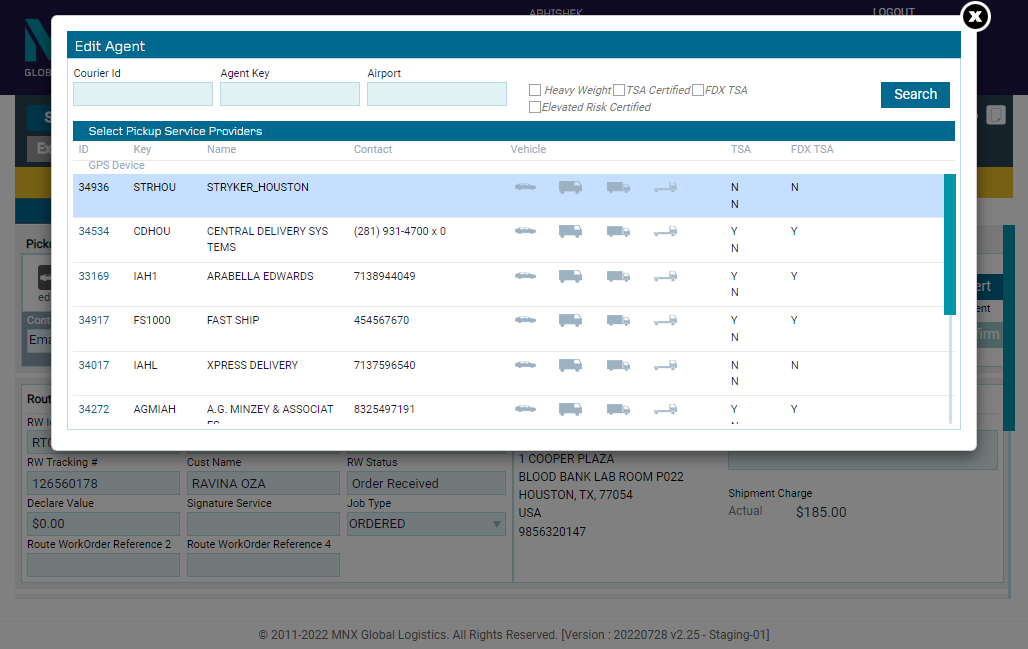 ABHISHEK
LOGOUT
GLOB
Edit Agent
Courier Id Agent Key Airport
Heavy Weight TSA Certified FDX TSA
Elevated Risk Certified
Search
Select Pickup Service Providers
ID Key Name Contact Vehicle TSA FDX TSA
GPS Device
34936 STRHOU STRYKER_HOUSTON N N
N
34534 CDHOU CENTRAL DELIVERY SYS (281) 931-4700 x 0 Y Y
TEMS N
33169 IAH1 ARABELLA EDWARDS 7138944049 Y Y
N
34917 FS1000 FAST SHIP 454567670 Y Y
N
34017 IAHL XPRESS DELIVERY 7137596540 N N
N
34272 AGMIAH A.G. MINZEY & ASSOCIAT 8325497191 Y Y
RW Tracking # Cust Name RW Status
126560178 RAVINA OZA Order Received
Declare Value Signature Service Job Type
$0.00 ORDERED
Route WorkOrder Reference 2 Route WorkOrder Reference 4
1 COOPER PLAZA
BLOOD BANK LAB ROOM P022
HOUSTON, TX, 77054
USA
9856320147
Shipment Charge
Actual $185.00
© 2011-2022 MNX Global Logistics. All Rights Reserved. [Version : 20220728 v2.25 - Staging-01]